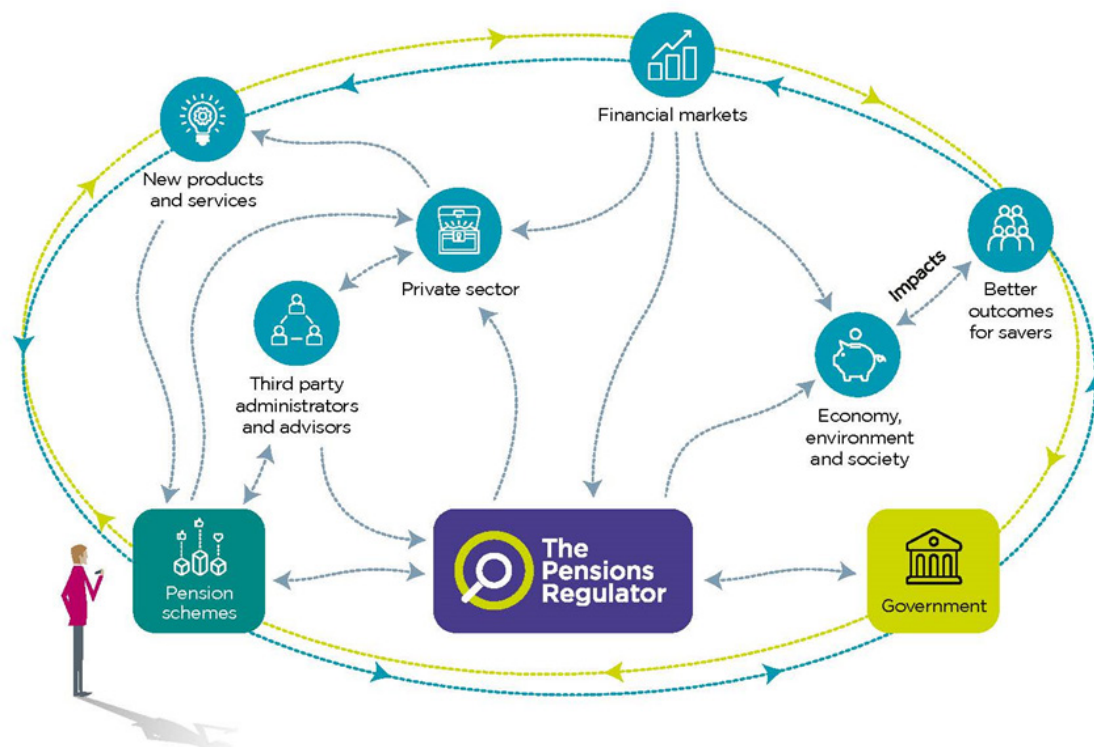 Financial markets
New products
and services
Private sector
Impacts
Better
outcomes
for savers
Third party
administrators
and advisors
Economy,
environment
and society
Pension
schemes
The
Pensions
Regulator
Government